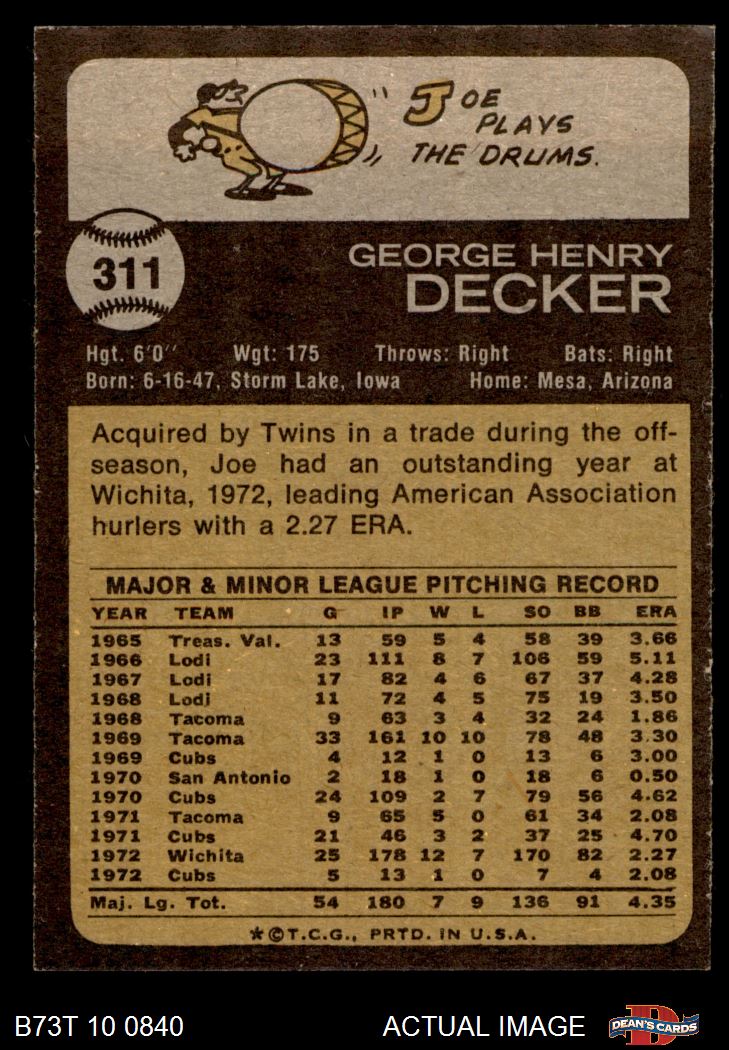 JOE
PLAYS
THE DRUMS.
311
GEORGE HENRY
DECKER
Hgt. 6'0" Wgt: 175 Throws: Right Bats: Right
Born: 6-16-47, Storm Lake, Iowa Home: Mesa, Arizona
Acquired by Twins in a trade during the off-
season, Joe had an outstanding year at
Wichita, 1972, leading American Association
hurlers with a 2.27 ERA.
MAJOR & MINOR LEAGUE PITCHING RECORD
YEAR TEAM G IP W L SO BB ERA
1965 Treas. Val. 13 59 5 4 58 39 3.66
1966 Lodi 23 111 8 7 106 59 5.11
1967 Lodi 17 82 4 6 67 37 4.28
1968 Lodi 11 72 4 5 75 19 3.50
1968 Tacoma 9 63 3 4 32 24 1.86
1969 Tacoma 33 161 10 10 78 48 3.30
1969 Cubs 4 12 1 0 13 6 3.00
1970 San Antonio 2 18 1 0 18 6 0.50
1970 Cubs 24 109 2 7 79 56 4.62
1971 Tacoma 9 65 5 0 61 34 2.08
1971 Cubs 21 46 3 2 37 25 4.70
1972 Wichita 25 178 12 7 170 82 2.27
1972 Cubs 5 13 1 0 7 4 2.08
Maj. Lg. Tot. 54 180 7 9 136 91 4.35
*©T.C.G., PRTD. IN U.S.A.
B73T 10 0840 ACTUAL IMAGE DEAN'S CARDS